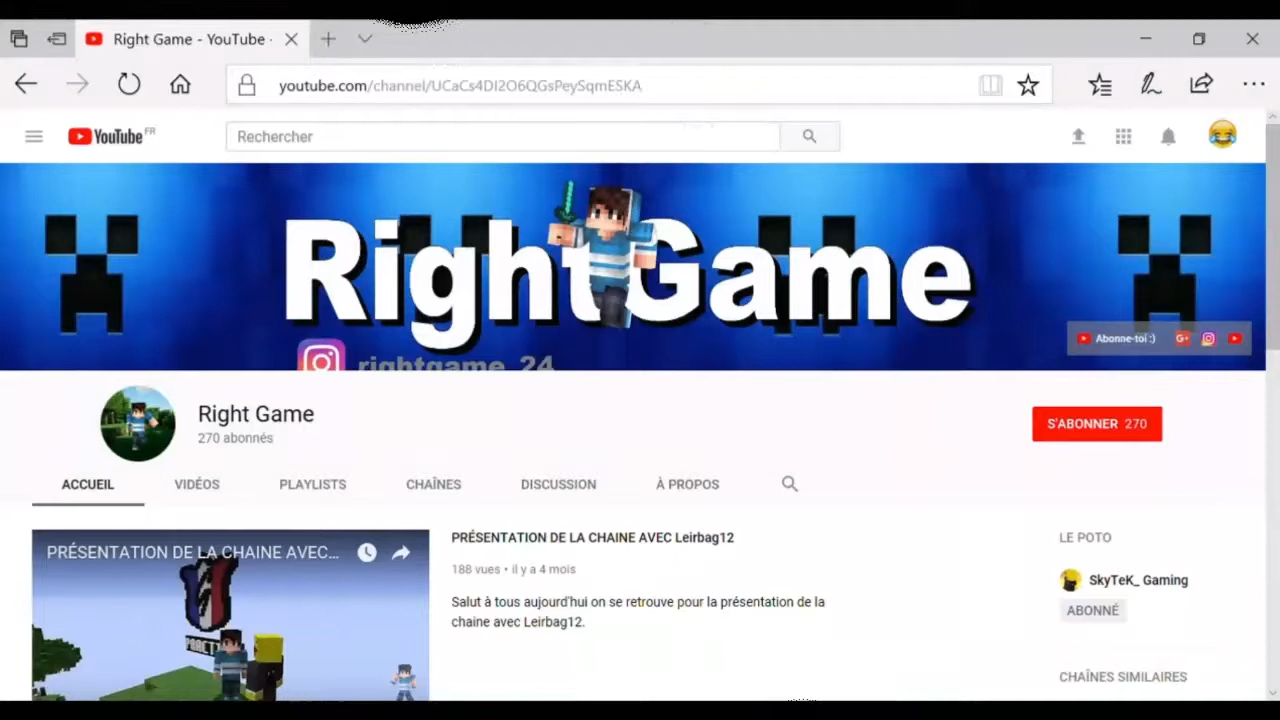 Right Game - YouTube
youtube.com/channel/UCaCs4DI2O6QGsPeySqmESKA
YouTube FR
Rechercher
RightGame
rightgame_24
Abonne-toi :)
Right Game
270 abonnés
S'ABONNER 270
ACCUEIL VIDÉOS PLAYLISTS CHAÎNES DISCUSSION À PROPOS
PRÉSENTATION DE LA CHAINE AVEC...
PRÉSENTATION DE LA CHAINE AVEC Leirbag12
188 vues • il y a 4 mois
Salut à tous aujourd'hui on se retrouve pour la présentation de la
chaine avec Leirbag12.
LE POTO
SkyTeK_ Gaming
ABONNÉ
CHAÎNES SIMILAIRES